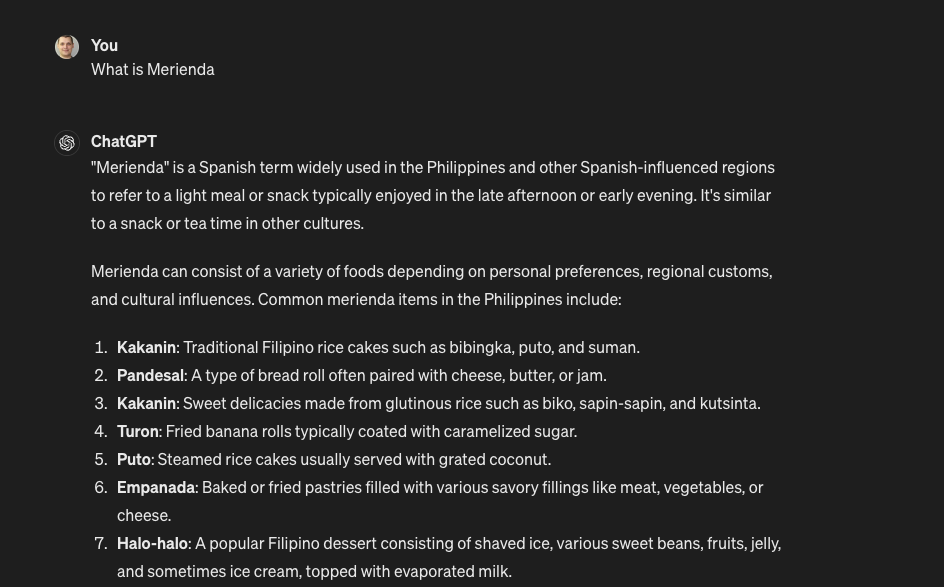 You
What is Merienda
ChatGPT
"Merienda" is a Spanish term widely used in the Philippines and other Spanish-influenced regions
to refer to a light meal or snack typically enjoyed in the late afternoon or early evening. It's similar
to a snack or tea time in other cultures.
Merienda can consist of a variety of foods depending on personal preferences, regional customs,
and cultural influences. Common merienda items in the Philippines include:
1. Kakanin: Traditional Filipino rice cakes such as bibingka, puto, and suman.
2. Pandesal: A type of bread roll often paired with cheese, butter, or jam.
3. Kakanin: Sweet delicacies made from glutinous rice such as biko, sapin-sapin, and kutsinta.
4. Turon: Fried banana rolls typically coated with caramelized sugar.
5. Puto: Steamed rice cakes usually served with grated coconut.
6. Empanada: Baked or fried pastries filled with various savory fillings like meat, vegetables, or
cheese.
7. Halo-halo: A popular Filipino dessert consisting of shaved ice, various sweet beans, fruits, jelly,
and sometimes ice cream, topped with evaporated milk.